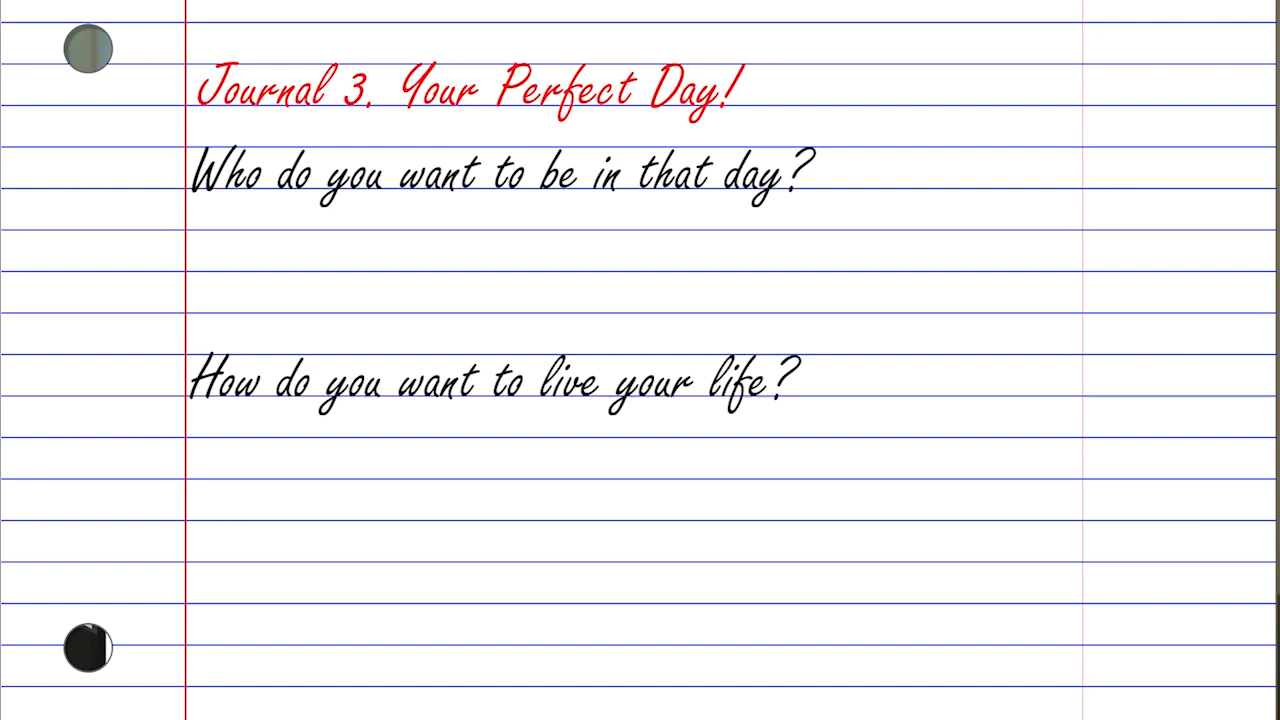 Journal 3. Your Perfect Day!
Who do you want to be in that day?
How do you want to live your life?